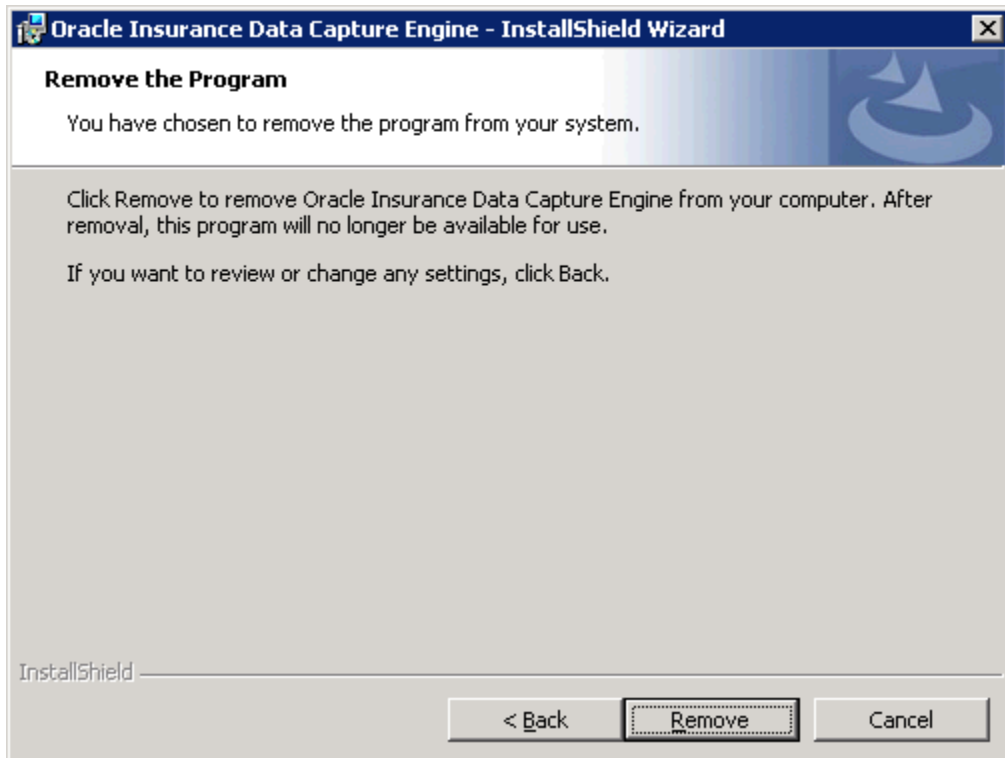 Oracle Insurance Data Capture Engine - InstallShield Wizard
Remove the Program
You have chosen to remove the program from your system.
Click Remove to remove Oracle Insurance Data Capture Engine from your computer. After
removal, this program will no longer be available for use.
If you want to review or change any settings, click Back.
InstallShield
< Back
Remove
Cancel